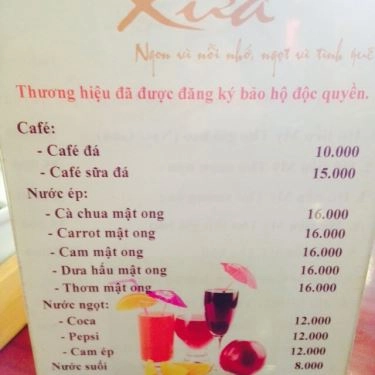 Xưa
Ngon vì nỗi nhớ, ngọt vì tình quê
Thương hiệu đã được đăng ký bảo hộ độc quyền.
Café:
- Café đá 10.000
- Café sữa đá 15.000
Nước ép:
- Cà chua mật ong 16.000
- Carrot mật ong 16.000
- Cam mật ong 16.000
- Dưa hấu mật ong 16.000
- Thơm mật ong 16.000
Nước ngọt:
- Coca 12.000
- Pepsi 12.000
- Cam ép 12.000
Nước suối 8.000